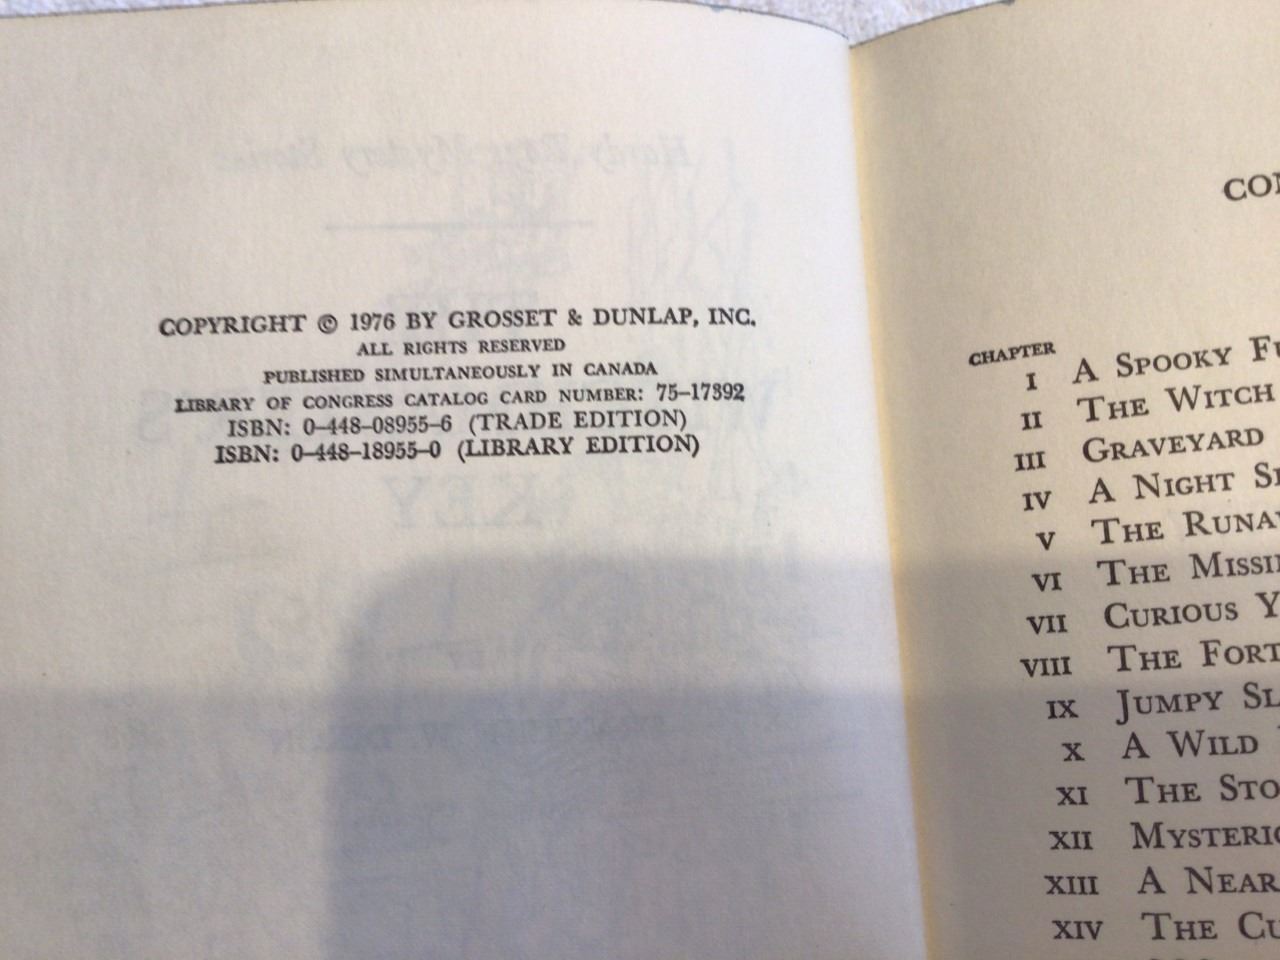 COPYRIGHT © 1976 BY GROSSET & DUNLAP, INC.
ALL RIGHTS RESERVED
PUBLISHED SIMULTANEOUSLY IN CANADA
LIBRARY OF CONGRESS CATALOG CARD NUMBER: 75-17392
ISBN: 0-448-08955-6 (TRADE EDITION)
ISBN: 0-448-18955-0 (LIBRARY EDITION)
CHAPTER
I A SPOOKY
II THE WITCH
III GRAVEYARD
IV A NIGHT
V THE
VI THE
VII CURIOUS
VIII THE
IX JUMPY
X A WILD
XI THE
XII
XIII A NEAR
XIV THE